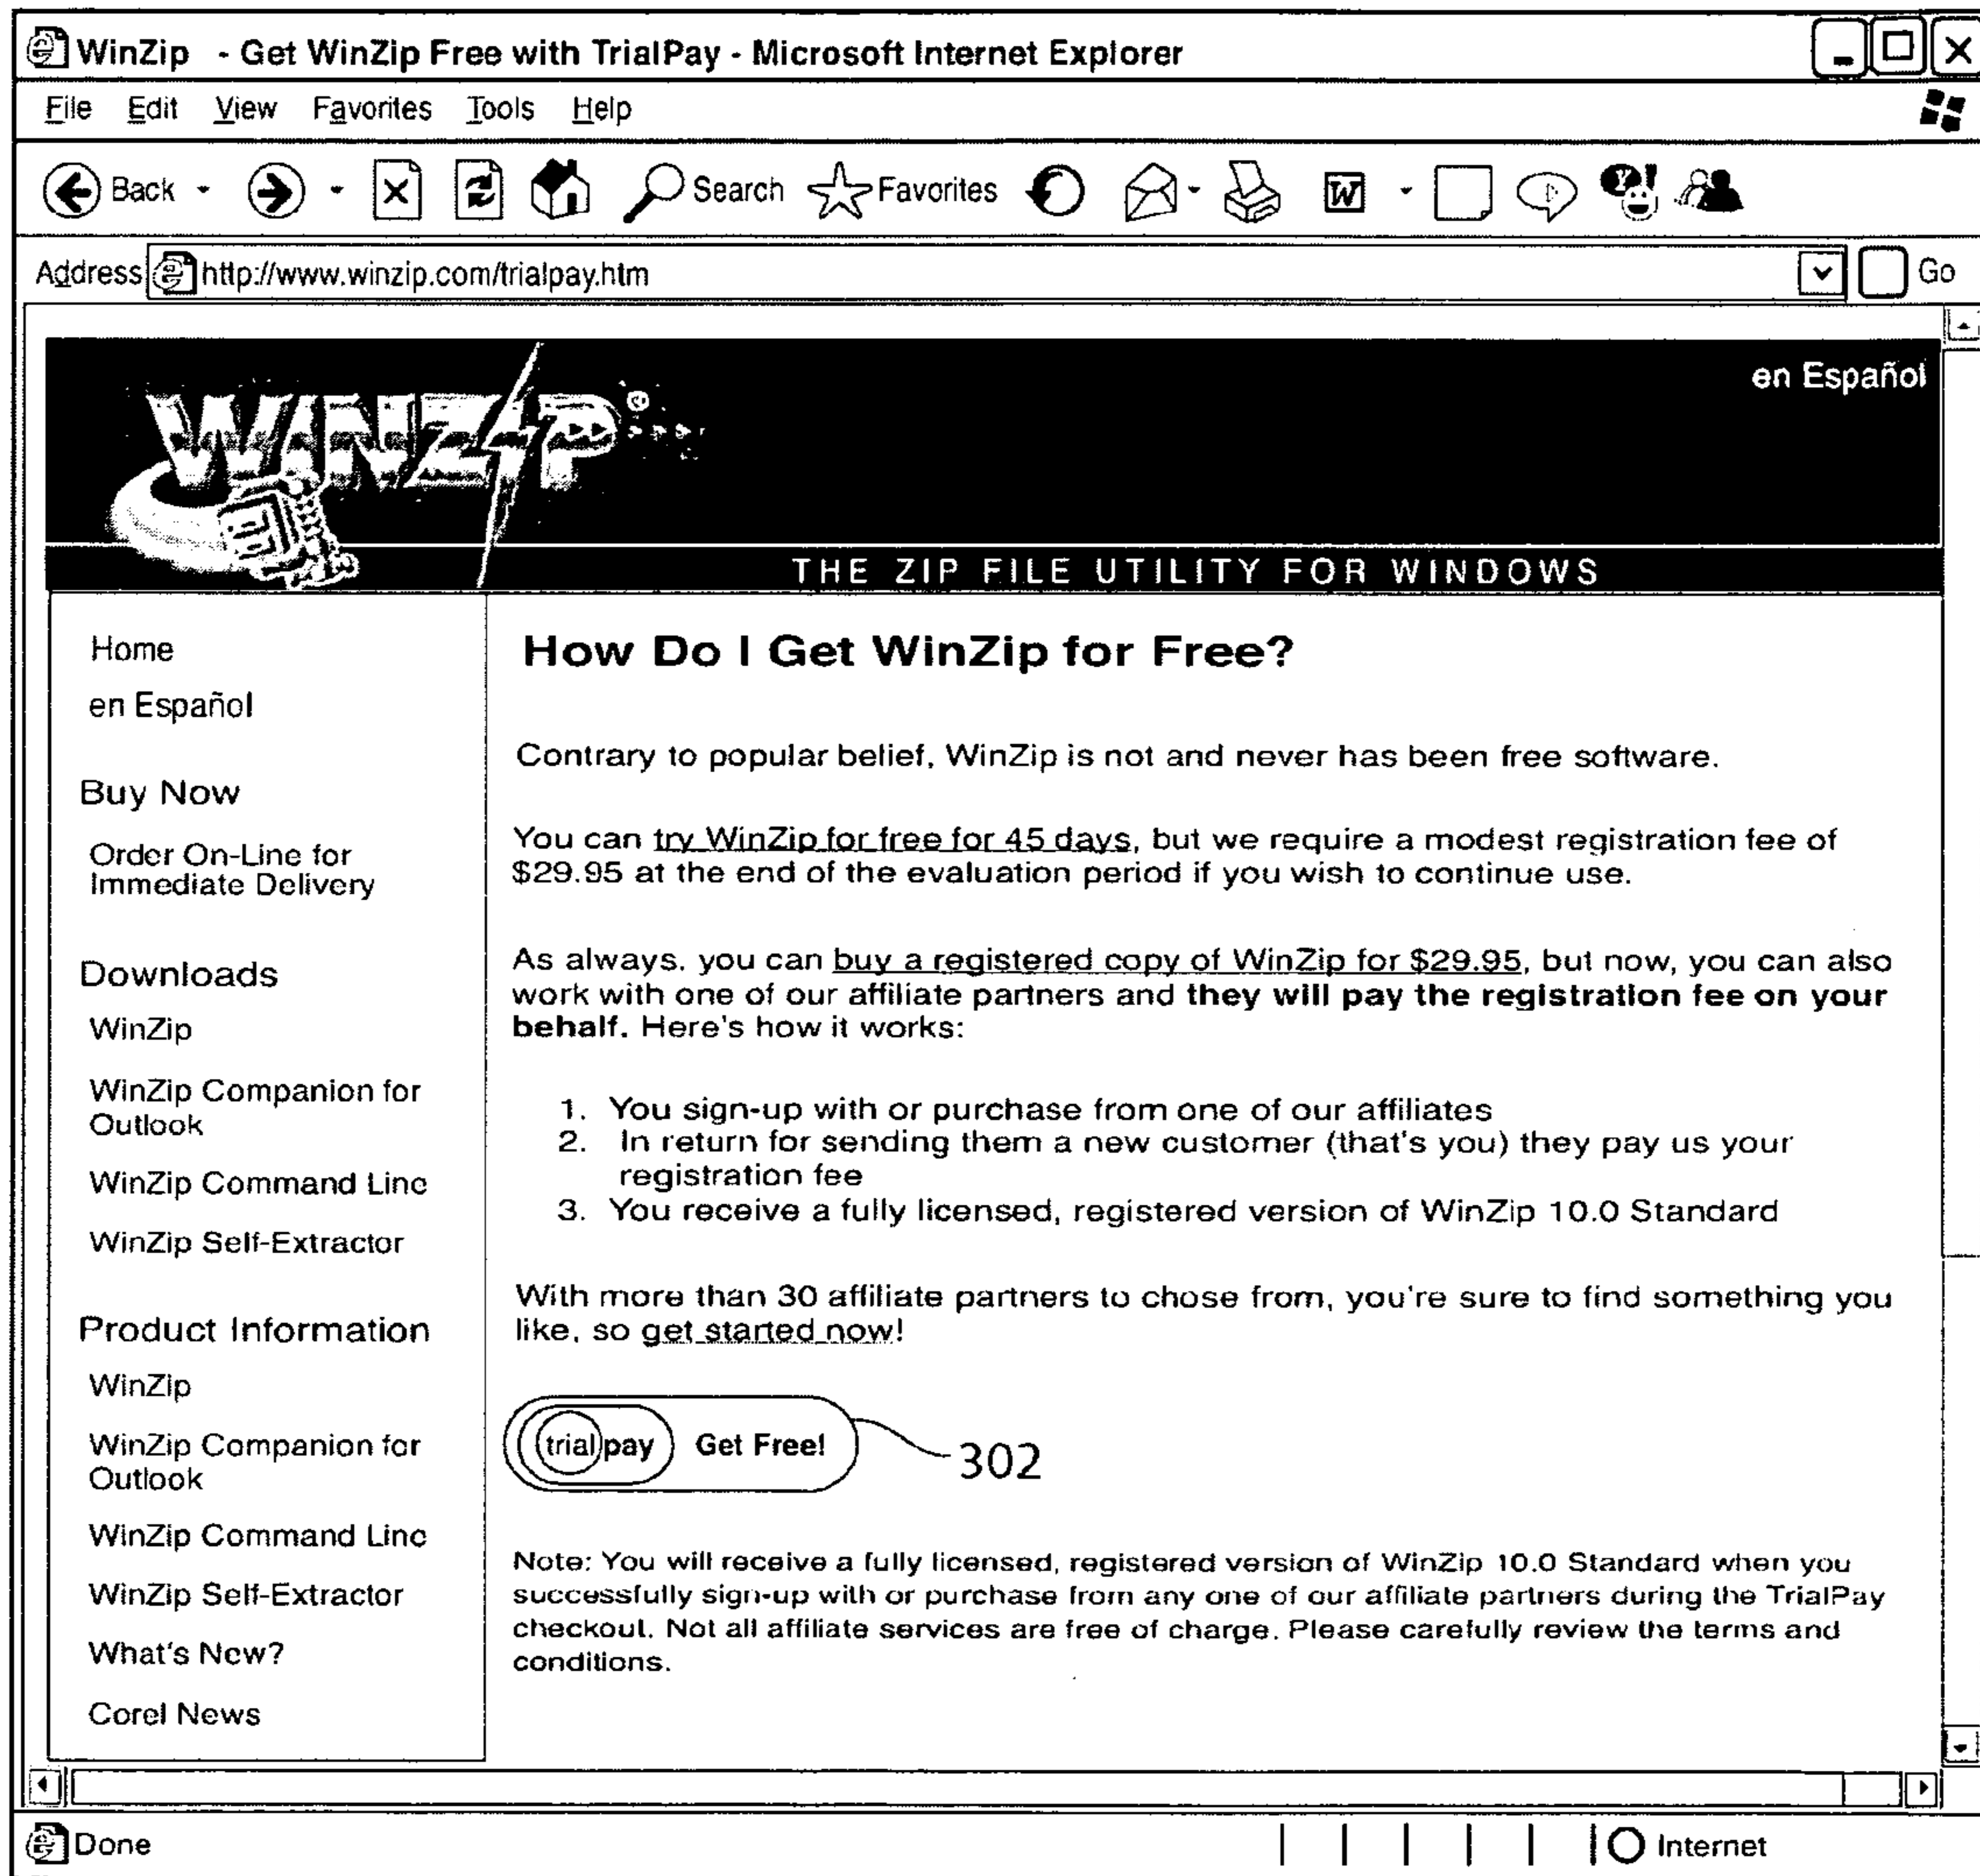 WinZip - Get WinZip Free with TrialPay - Microsoft Internet Explorer
File Edit View Favorites Tools Help
Back Search Favorites
Address http://www.winzip.com/trialpay.htm Go
en Español
WINZIP®
THE ZIP FILE UTILITY FOR WINDOWS
Home
en Español
Buy Now
Order On-Line for
Immediate Delivery
Downloads
WinZip
WinZip Companion for
Outlook
WinZip Command Line
WinZip Self-Extractor
Product Information
WinZip
WinZip Companion for
Outlook
WinZip Command Line
WinZip Self-Extractor
What's New?
Corel News
How Do I Get WinZip for Free?
Contrary to popular belief, WinZip is not and never has been free software.
You can try WinZip for free for 45 days, but we require a modest registration fee of
$29.95 at the end of the evaluation period if you wish to continue use.
As always, you can buy a registered copy of WinZip for $29.95, but now, you can also
work with one of our affiliate partners and they will pay the registration fee on your
behalf. Here's how it works:
1. You sign-up with or purchase from one of our affiliates
2. In return for sending them a new customer (that's you) they pay us your
registration fee
3. You receive a fully licensed, registered version of WinZip 10.0 Standard
With more than 30 affiliate partners to chose from, you're sure to find something you
like, so get started now!
trialpay Get Free!
302
Note: You will receive a fully licensed, registered version of WinZip 10.0 Standard when you
successfully sign-up with or purchase from any one of our affiliate partners during the TrialPay
checkout. Not all affiliate services are free of charge. Please carefully review the terms and
conditions.
Done Internet